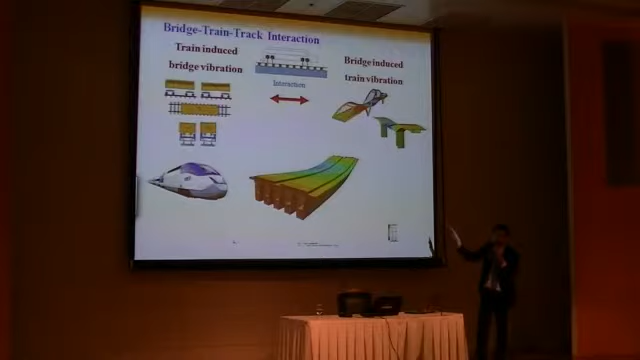 Bridge-Train-Track Interaction
Train induced
bridge vibration
Interaction
Bridge induced
train vibration